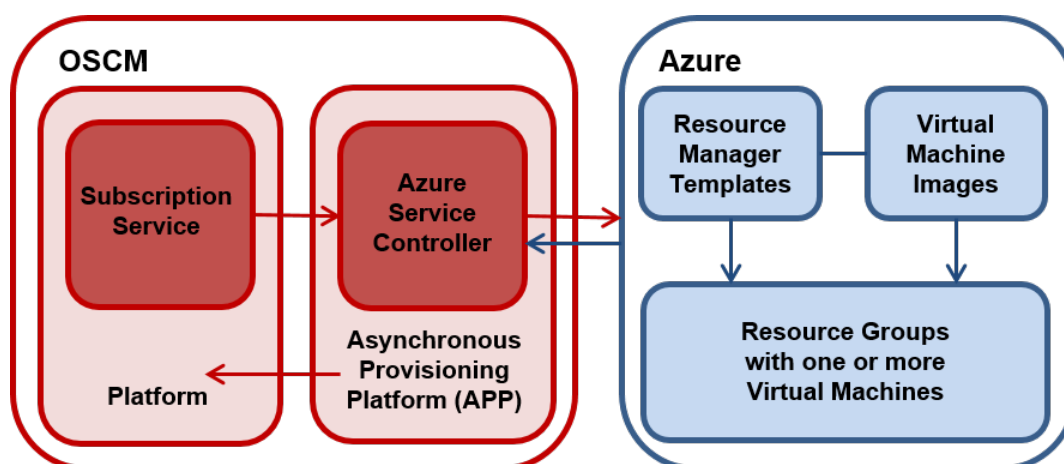 OSCM
Subscription
Service
Platform
Azure
Service
Controller
Asynchronous
Provisioning
Platform (APP)
Azure
Resource
Manager
Templates
Virtual
Machine
Images
Resource Groups
with one or more
Virtual Machines